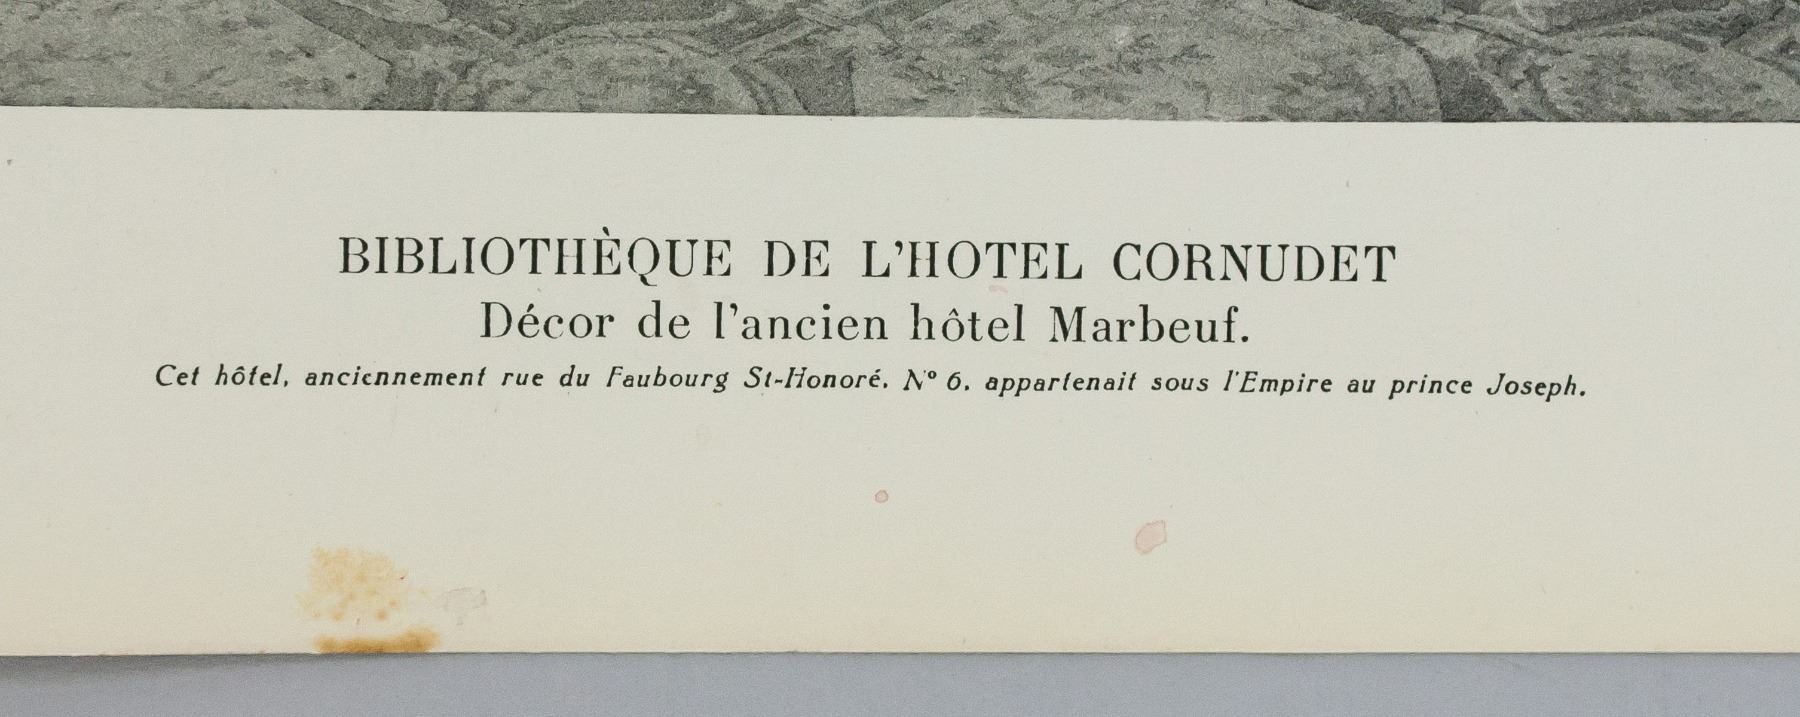 BIBLIOTHÈQUE DE L'HOTEL CORNUDET
Décor de l'ancien hôtel Marbeuf.
Cet hôtel, anciennement rue du Faubourg St-Honoré, N° 6, appartenait sous l'Empire au prince Joseph.